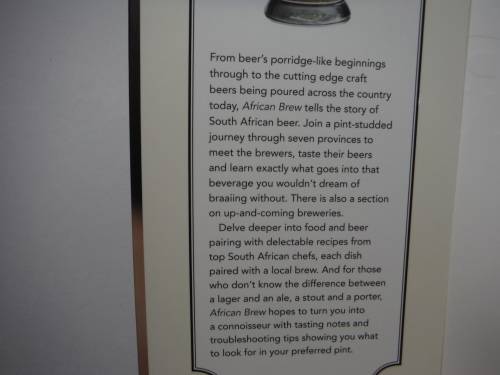 From beer's porridge-like beginnings
through to the cutting edge craft
beers being poured across the country
today, African Brew tells the story of
South African beer. Join a pint-studded
journey through seven provinces to
meet the brewers, taste their beers
and learn exactly what goes into that
beverage you wouldn't dream of
braaiing without. There is also a section
on up-and-coming breweries.
Delve deeper into food and beer
pairing with delectable recipes from
top South African chefs, each dish
paired with a local brew. And for those
who don't know the difference between
a lager and an ale, a stout and a porter,
African Brew hopes to turn you into
a connoisseur with tasting notes and
troubleshooting tips showing you what
to look for in your preferred pint.